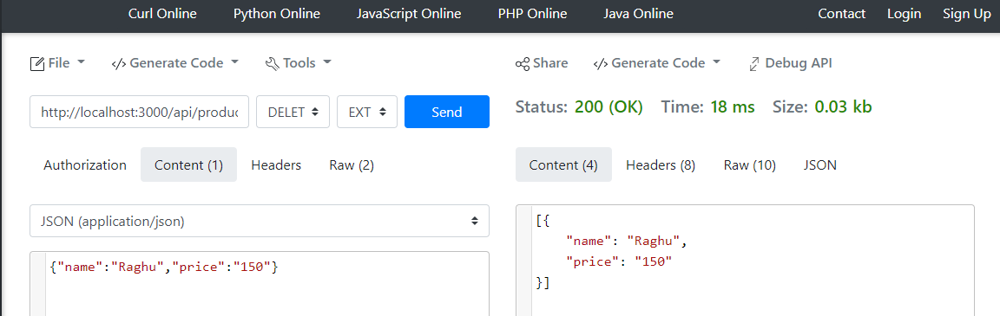 Curl Online Python Online JavaScript Online PHP Online Java Online Contact Login Sign Up
File </> Generate Code Tools
http://localhost:3000/api/produc DELET EXT Send
Authorization Content (1) Headers Raw (2)
JSON (application/json)
{"name":"Raghu","price":"150"}
Share </> Generate Code Debug API
Status: 200 (OK) Time: 18 ms Size: 0.03 kb
Content (4) Headers (8) Raw (10) JSON
[{
"name": "Raghu",
"price": "150"
}]